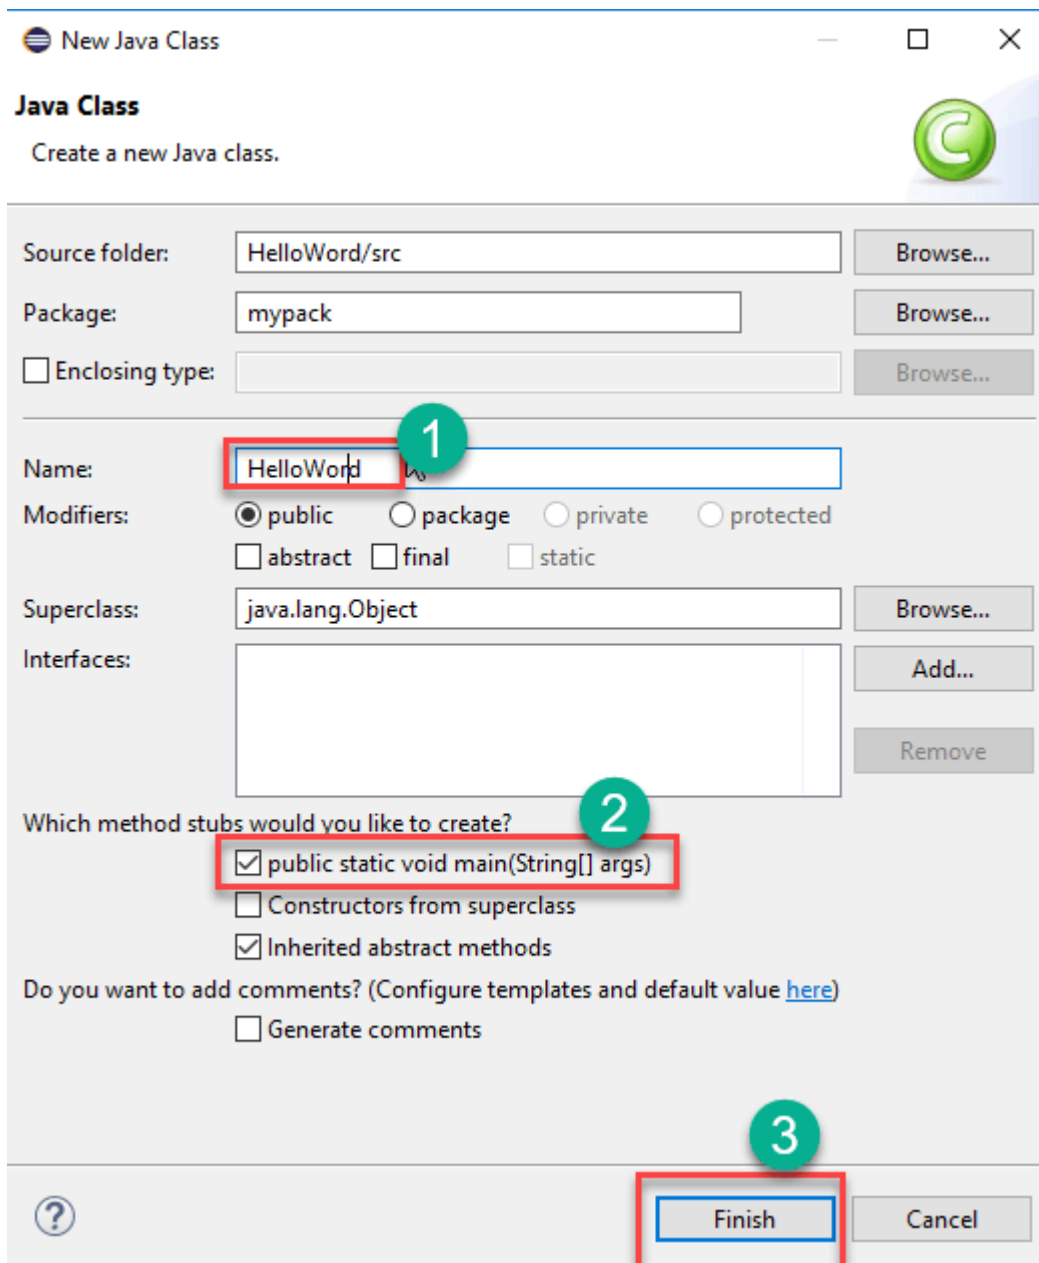 New Java Class
Java Class
Create a new Java class.
Source folder: HelloWord/src Browse...
Package: mypack Browse...
Enclosing type: Browse...
1
Name: HelloWord
Modifiers: public package private protected
abstract final static
Superclass: java.lang.Object Browse...
Interfaces: Add...
Remove
2
Which method stubs would you like to create?
public static void main(String[] args)
Constructors from superclass
Inherited abstract methods
Do you want to add comments? (Configure templates and default value here)
Generate comments
3
? Finish Cancel